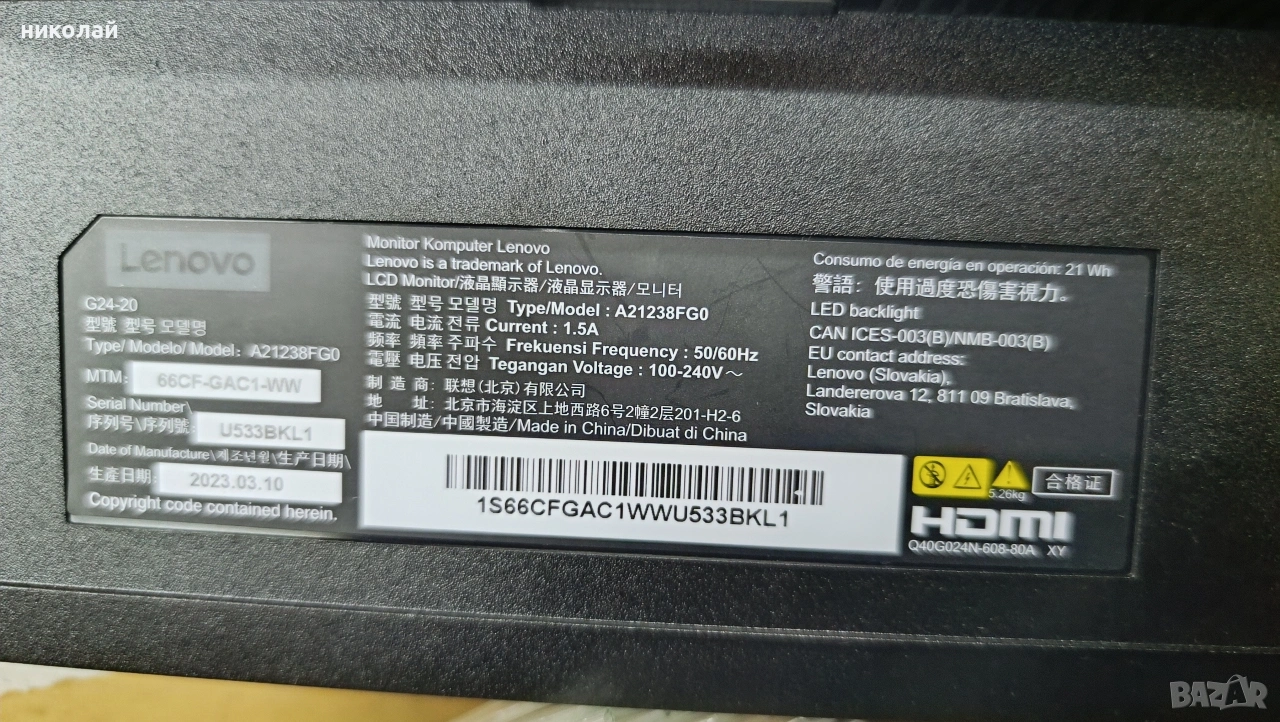 николай
Lenovo
G24-20
型號 型号 모델명
Type/ Modelo/ Model: A21238FG0
MTM: 66CF-GAC1-WW
Serial Number\
序列号\序列號: U533BKL1
Date of Manufacture\제조년월\生产日期\
生產日期: 2023.03.10
Copyright code contained herein.
Monitor Komputer Lenovo
Lenovo is a trademark of Lenovo.
LCD Monitor/液晶顯示器/液晶显示器/모니터
型號 型号 모델명 Type/Model : A21238FG0
電流 电流 전류 Current : 1.5A
頻率 頻率 주파수 Frekuensi Frequency : 50/60Hz
電壓 电压 전압 Tegangan Voltage : 100-240V～
制 造 商: 联想(北京)有限公司
地 址: 北京市海淀区上地西路6号2幢2层201-H2-6
中国制造/中國製造/Made in China/Dibuat di China
1S66CFGAC1WWU533BKL1
Consumo de energía en operación: 21 Wh
警語: 使用過度恐傷害視力。
LED backlight
CAN ICES-003(B)/NMB-003(B)
EU contact address:
Lenovo (Slovakia),
Landererova 12, 811 09 Bratislava,
Slovakia
5.26kg
合格证
HDMI
Q40G024N-608-80A XY
BAZAR